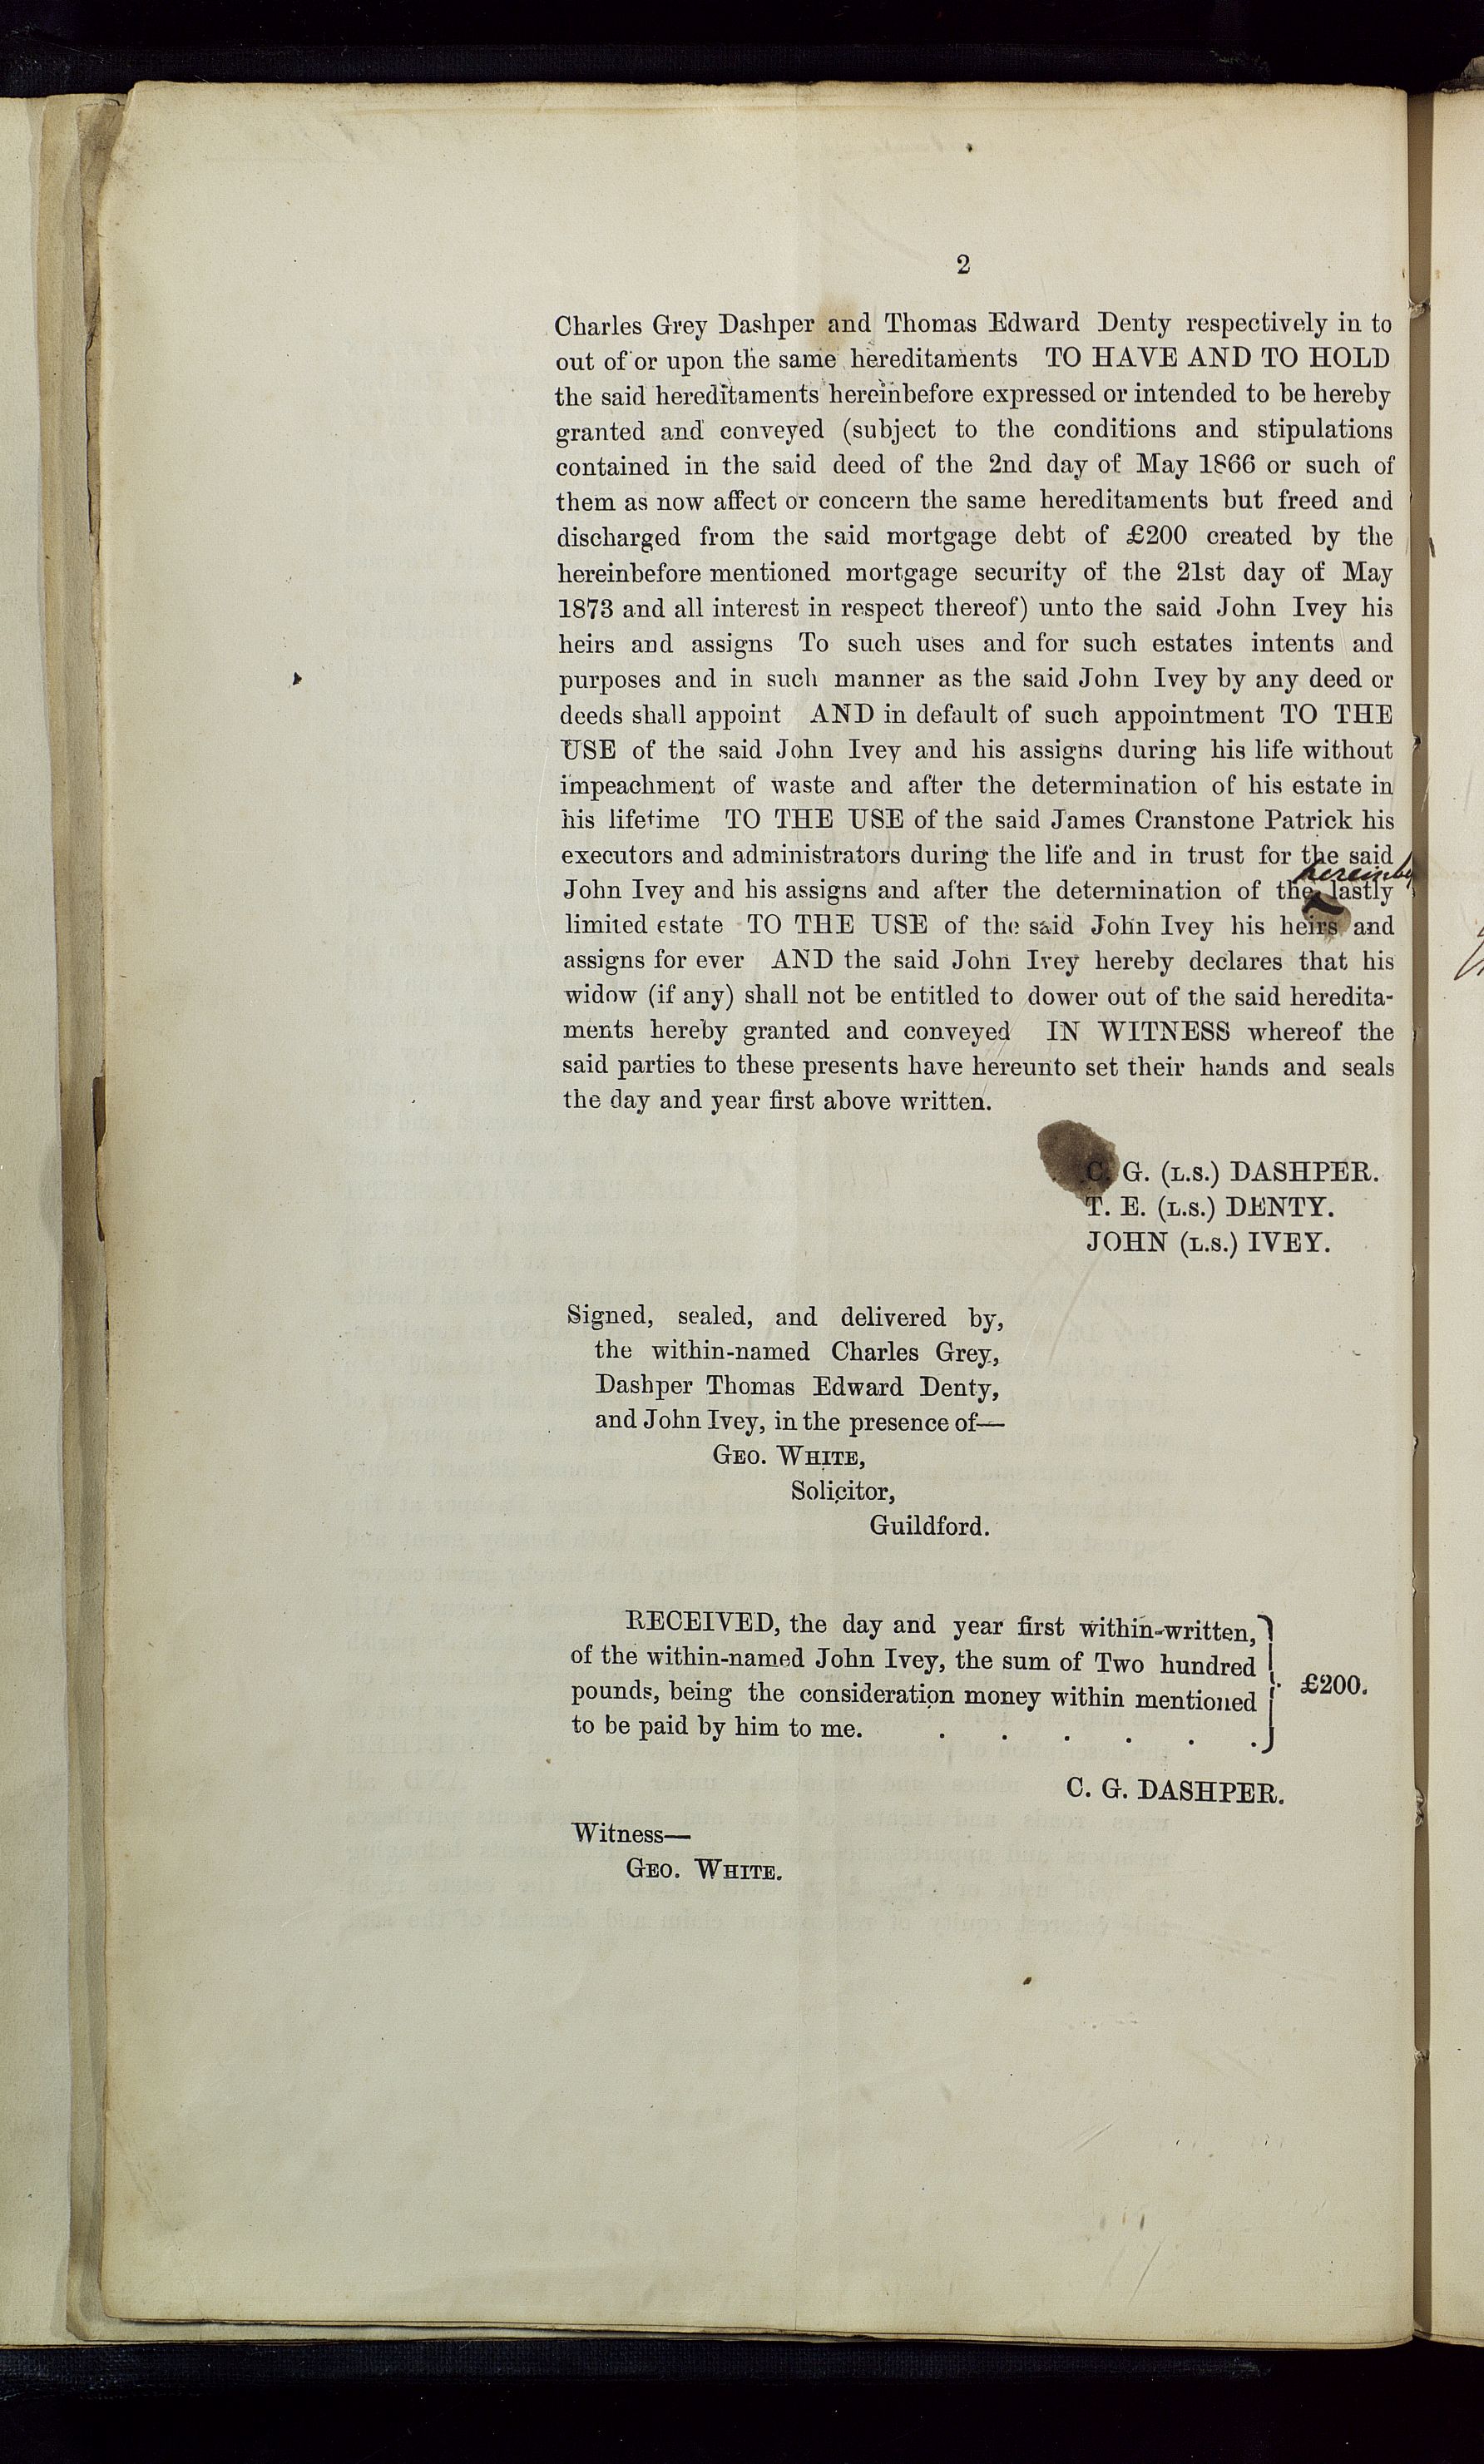 2
Charles Grey Dashper and Thomas Edward Denty respectively in to
out of or upon the same hereditaments TO HAVE AND TO HOLD
the said hereditaments hereinbefore expressed or intended to be hereby
granted and conveyed (subject to the conditions and stipulations
contained in the said deed of the 2nd day of May 1866 or such of
them as now affect or concern the same hereditaments but freed and
discharged from the said mortgage debt of £200 created by the
hereinbefore mentioned mortgage security of the 21st day of May
1873 and all interest in respect thereof) unto the said John Ivey his
heirs and assigns To such uses and for such estates intents and
purposes and in such manner as the said John Ivey by any deed or
deeds shall appoint AND in default of such appointment TO THE
USE of the said John Ivey and his assigns during his life without
impeachment of waste and after the determination of his estate in
his lifetime TO THE USE of the said James Cranstone Patrick his
executors and administrators during the life and in trust for the said
John Ivey and his assigns and after the determination of the lastly
limited estate TO THE USE of the said John Ivey his heirs and
assigns for ever AND the said John Ivey hereby declares that his
widow (if any) shall not be entitled to dower out of the said heredita-
ments hereby granted and conveyed IN WITNESS whereof the
said parties to these presents have hereunto set their hands and seals
the day and year first above written.
C. G. (L.S.) DASHPER.
T. E. (L.S.) DENTY.
JOHN (L.S.) IVEY.
Signed, sealed, and delivered by,
the within-named Charles Grey,
Dashper Thomas Edward Denty,
and John Ivey, in the presence of—
GEO. WHITE,
Solicitor,
Guildford.
RECEIVED, the day and year first within-written,
of the within-named John Ivey, the sum of Two hundred
pounds, being the consideration money within mentioned
to be paid by him to me. . . . . . .
£200.
C. G. DASHPER.
Witness—
GEO. WHITE.